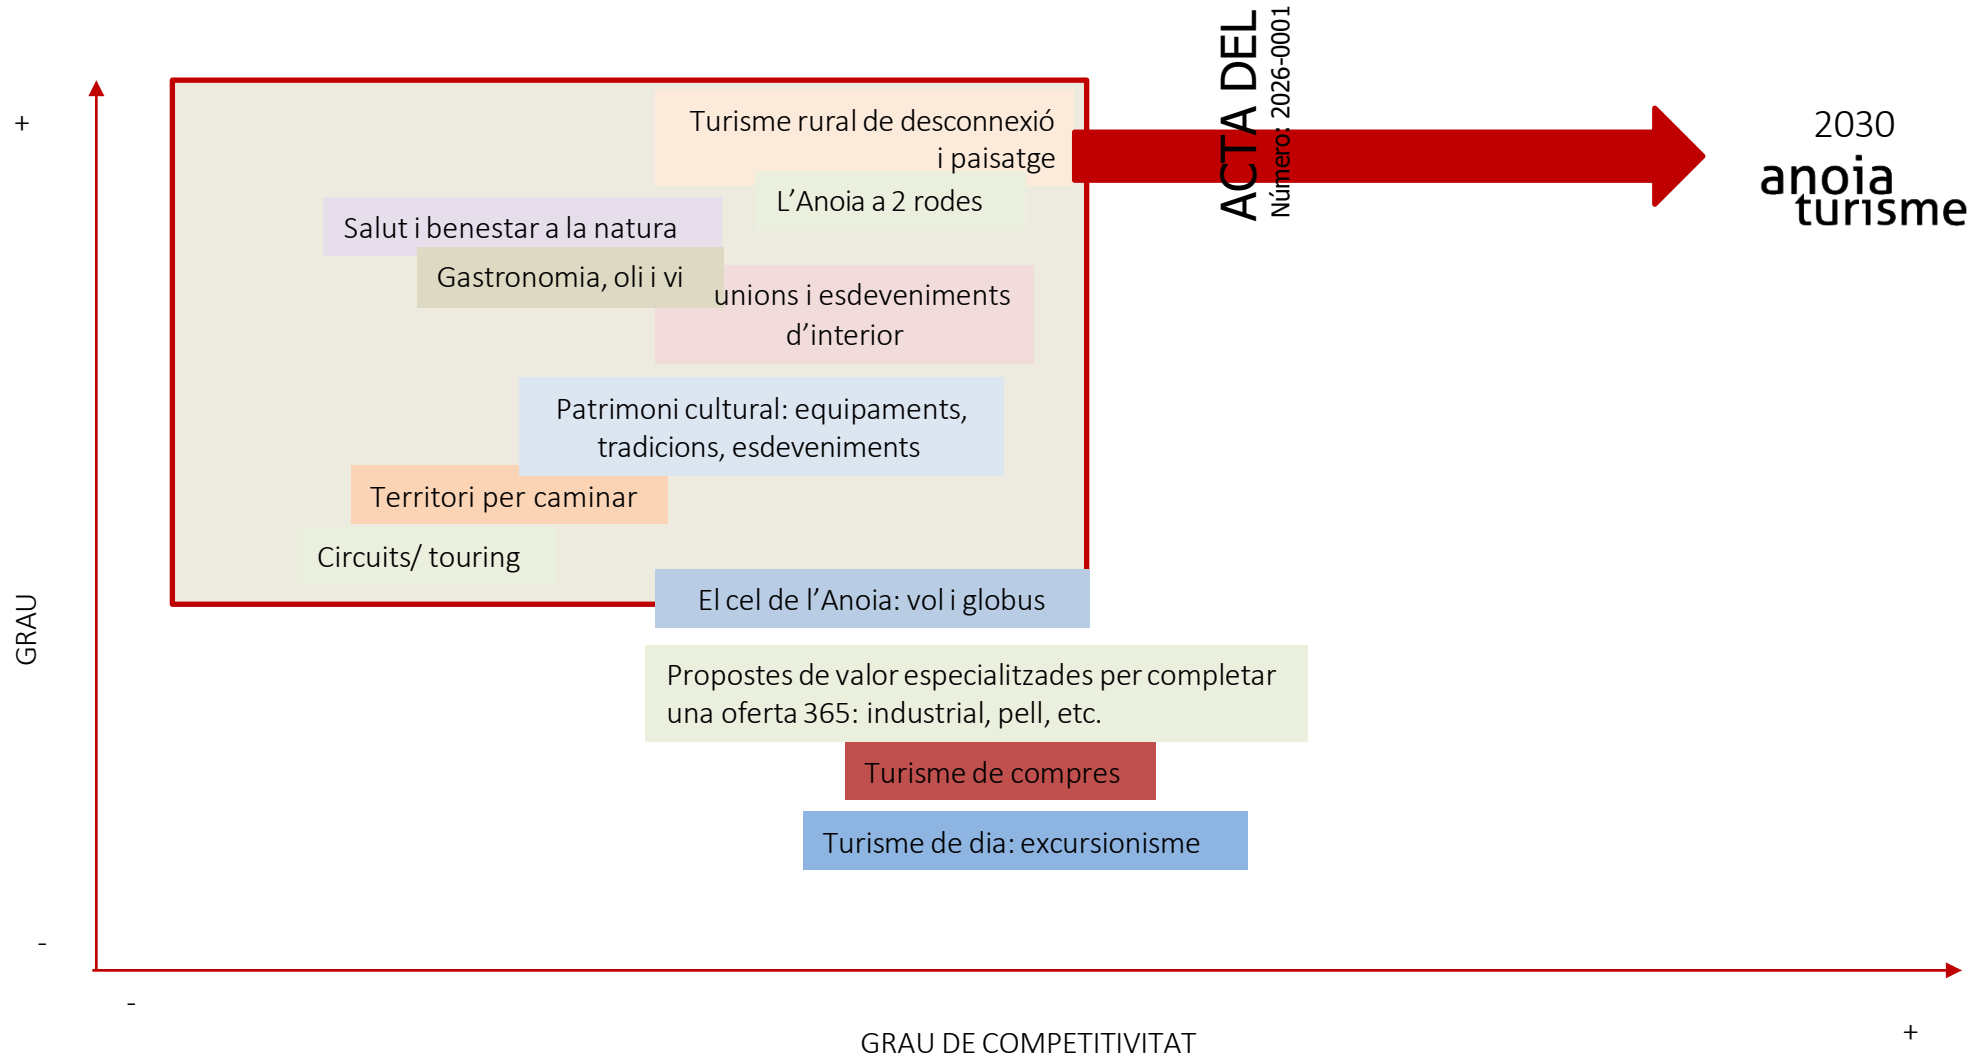 ACTA DEL
Número: 2026-0001
+
Turisme rural de desconnexió
i paisatge
2030
anoia
turisme
L’Anoia a 2 rodes
Salut i benestar a la natura
Gastronomia, oli i vi
unions i esdeveniments
d’interior
Patrimoni cultural: equipaments,
tradicions, esdeveniments
Territori per caminar
Circuits/ touring
El cel de l’Anoia: vol i globus
GRAU
Propostes de valor especialitzades per completar
una oferta 365: industrial, pell, etc.
Turisme de compres
Turisme de dia: excursionisme
-
-
+
GRAU DE COMPETITIVITAT